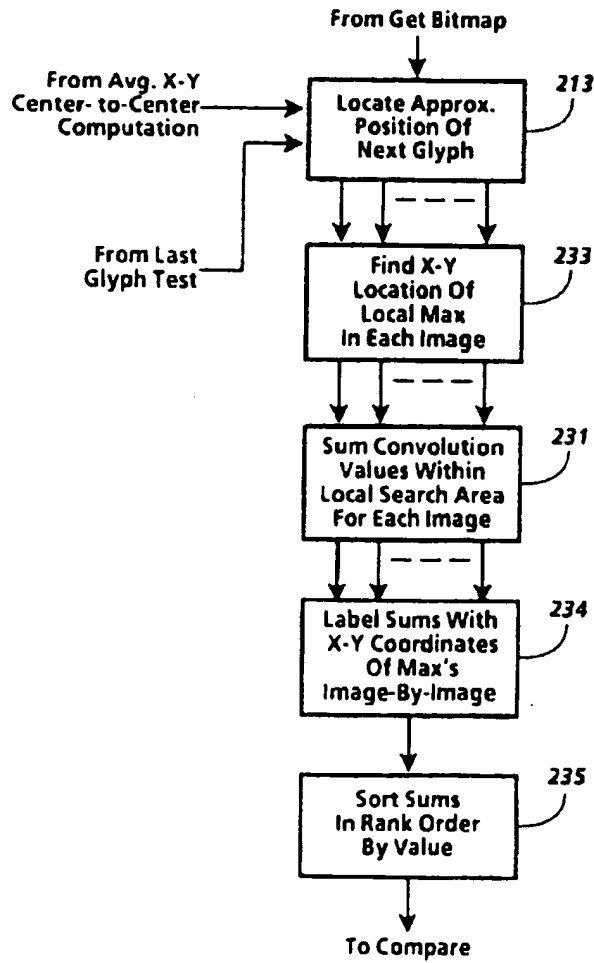 From Get Bitmap
213
From Avg. X-Y
Center-to-Center
Computation
Locate Approx.
Position Of
Next Glyph
From Last
Glyph Test
233
Find X-Y
Location Of
Local Max
In Each Image
231
Sum Convolution
Values Within
Local Search Area
For Each Image
234
Label Sums With
X-Y Coordinates
Of Max's
Image-By-Image
235
Sort Sums
In Rank Order
By Value
To Compare